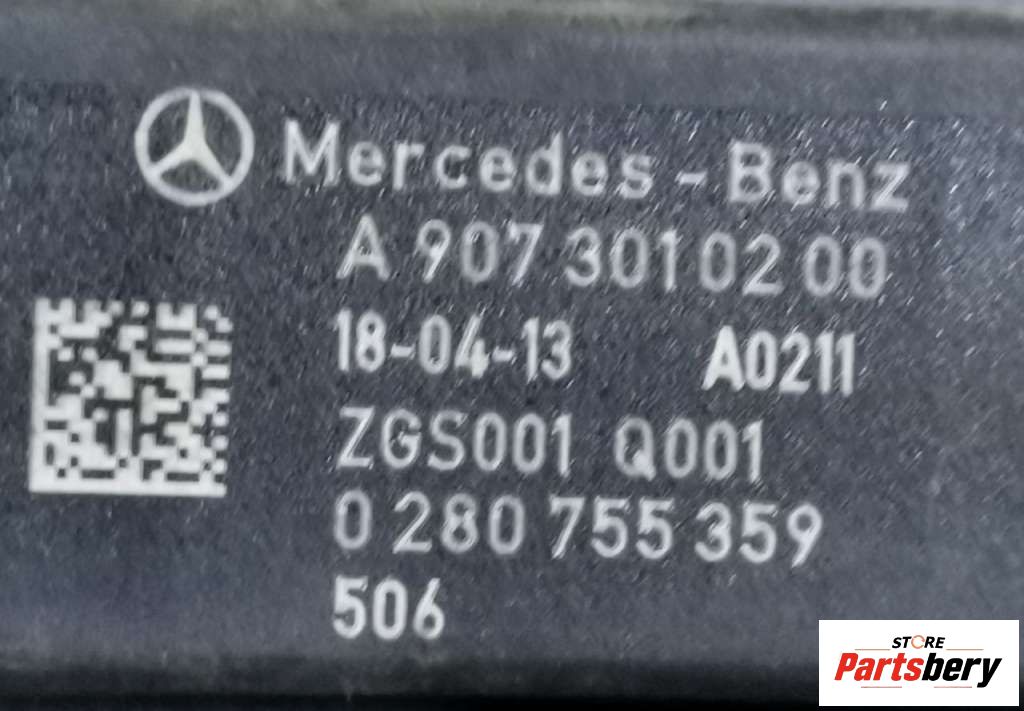 Mercedes-Benz
A 907 301 02 00
18-04-13 A0211
ZGS001 Q001
0 280 755 359
506
STORE
Partsbery